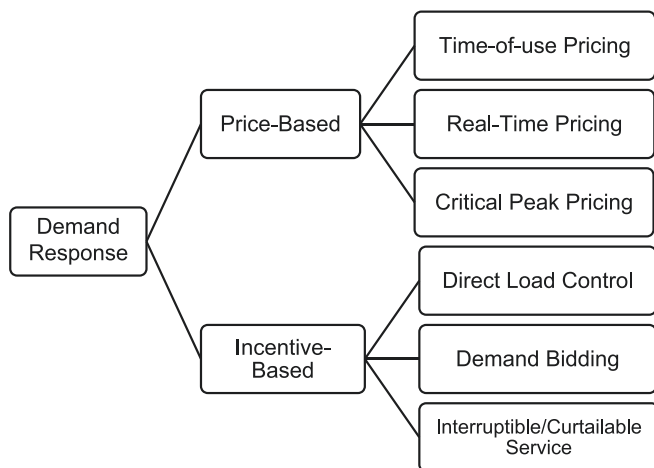 Time-of-use Pricing
Price-Based
Real-Time Pricing
Critical Peak Pricing
Demand
Response
Direct Load Control
Incentive-
Based
Demand Bidding
Interruptible/Curtailable
Service